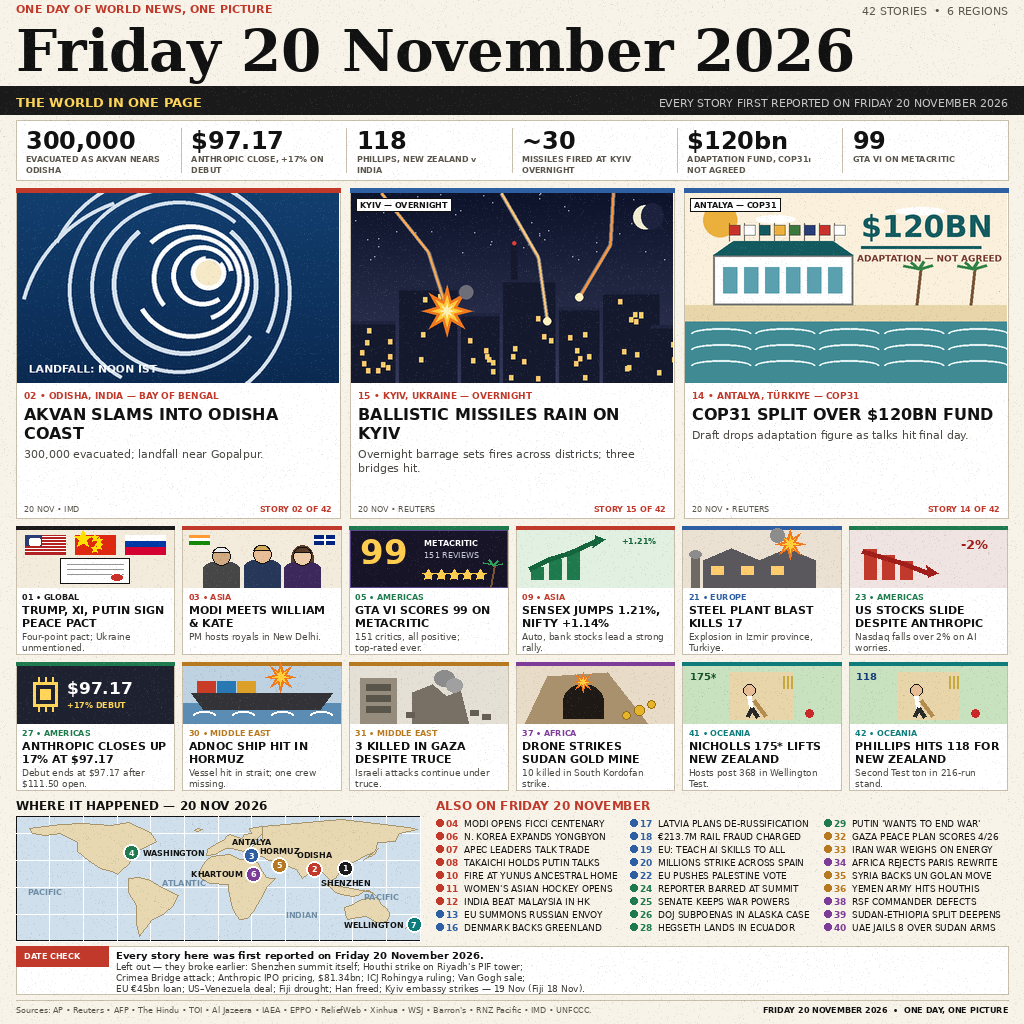 ONE DAY OF WORLD NEWS, ONE PICTURE
42 STORIES • 6 REGIONS
Friday 20 November 2026
THE WORLD IN ONE PAGE
EVERY STORY FIRST REPORTED ON FRIDAY 20 NOVEMBER 2026
300,000
EVACUATED AS AKVAN NEARS
ODISHA
$97.17
ANTHROPIC CLOSE, +17% ON
DEBUT
118
PHILLIPS, NEW ZEALAND v
INDIA
~30
MISSILES FIRED AT KYIV
OVERNIGHT
$120bn
ADAPTATION FUND, COP31:
NOT AGREED
99
GTA VI ON METACRITIC
LANDFALL: NOON IST
02 • ODISHA, INDIA — BAY OF BENGAL
AKVAN SLAMS INTO ODISHA
COAST
300,000 evacuated; landfall near Gopalpur.
20 NOV • IMD
STORY 02 OF 42
KYIV — OVERNIGHT
15 • KYIV, UKRAINE — OVERNIGHT
BALLISTIC MISSILES RAIN ON
KYIV
Overnight barrage sets fires across districts; three
bridges hit.
20 NOV • REUTERS
STORY 15 OF 42
ANTALYA — COP31
$120BN
ADAPTATION — NOT AGREED
14 • ANTALYA, TÜRKIYE — COP31
COP31 SPLIT OVER $120BN FUND
Draft drops adaptation figure as talks hit final day.
20 NOV • REUTERS
STORY 14 OF 42
01 • GLOBAL
TRUMP, XI, PUTIN SIGN
PEACE PACT
Four-point pact; Ukraine
unmentioned.
03 • ASIA
MODI MEETS WILLIAM
& KATE
PM hosts royals in New Delhi.
99
METACRITIC
151 REVIEWS
05 • AMERICAS
GTA VI SCORES 99 ON
METACRITIC
151 critics, all positive;
top-rated ever.
+1.21%
09 • ASIA
SENSEX JUMPS 1.21%,
NIFTY +1.14%
Auto, bank stocks lead a strong
rally.
21 • EUROPE
STEEL PLANT BLAST
KILLS 17
Explosion in Izmir province,
Turkiye.
-2%
23 • AMERICAS
US STOCKS SLIDE
DESPITE ANTHROPIC
Nasdaq falls over 2% on AI
worries.
$97.17
+17% DEBUT
27 • AMERICAS
ANTHROPIC CLOSES UP
17% AT $97.17
Debut ends at $97.17 after
$111.50 open.
30 • MIDDLE EAST
ADNOC SHIP HIT IN
HORMUZ
Vessel hit in strait; one crew
missing.
31 • MIDDLE EAST
3 KILLED IN GAZA
DESPITE TRUCE
Israeli attacks continue under
truce.
37 • AFRICA
DRONE STRIKES
SUDAN GOLD MINE
10 killed in South Kordofan
strike.
175*
41 • OCEANIA
NICHOLLS 175* LIFTS
NEW ZEALAND
Hosts post 368 in Wellington
Test.
118
42 • OCEANIA
PHILLIPS HITS 118 FOR
NEW ZEALAND
Second Test ton in 216-run
stand.
WHERE IT HAPPENED — 20 NOV 2026
4 WASHINGTON
ANTALYA
3 HORMUZ
5
ODISHA
2
1
SHENZHEN
KHARTOUM 6
ATLANTIC
PACIFIC
PACIFIC
INDIAN
WELLINGTON 7
ALSO ON FRIDAY 20 NOVEMBER
04 MODI OPENS FICCI CENTENARY
06 N. KOREA EXPANDS YONGBYON
07 APEC LEADERS TALK TRADE
08 TAKAICHI HOLDS PUTIN TALKS
10 FIRE AT YUNUS ANCESTRAL HOME
11 WOMEN'S ASIAN HOCKEY OPENS
12 INDIA BEAT MALAYSIA IN HK
13 EU SUMMONS RUSSIAN ENVOY
16 DENMARK BACKS GREENLAND
17 LATVIA PLANS DE-RUSSIFICATION
18 €213.7M RAIL FRAUD CHARGED
19 EU: TEACH AI SKILLS TO ALL
20 MILLIONS STRIKE ACROSS SPAIN
22 EU PUSHES PALESTINE VOTE
24 REPORTER BARRED AT SUMMIT
25 SENATE KEEPS WAR POWERS
26 DOJ SUBPOENAS IN ALASKA CASE
28 HEGSETH LANDS IN ECUADOR
29 PUTIN 'WANTS TO END WAR'
32 GAZA PEACE PLAN SCORES 4/26
33 IRAN WAR WEIGHS ON ENERGY
34 AFRICA REJECTS PARIS REWRITE
35 SYRIA BACKS UN GOLAN MOVE
36 YEMEN ARMY HITS HOUTHIS
38 RSF COMMANDER DEFECTS
39 SUDAN-ETHIOPIA SPLIT DEEPENS
40 UAE JAILS 8 OVER SUDAN ARMS
DATE CHECK
Every story here was first reported on Friday 20 November 2026.
Left out — they broke earlier: Shenzhen summit itself; Houthi strike on Riyadh's PIF tower;
Crimea Bridge attack; Anthropic IPO pricing, $81.34bn; ICJ Rohingya ruling; Van Gogh sale;
EU €45bn loan; US–Venezuela deal; Fiji drought; Han freed; Kyiv embassy strikes — 19 Nov (Fiji 18 Nov).
Sources: AP • Reuters • AFP • The Hindu • TOI • Al Jazeera • IAEA • EPPO • ReliefWeb • Xinhua • WSJ • Barron's • RNZ Pacific • IMD • UNFCCC.
FRIDAY 20 NOVEMBER 2026 • ONE DAY, ONE PICTURE